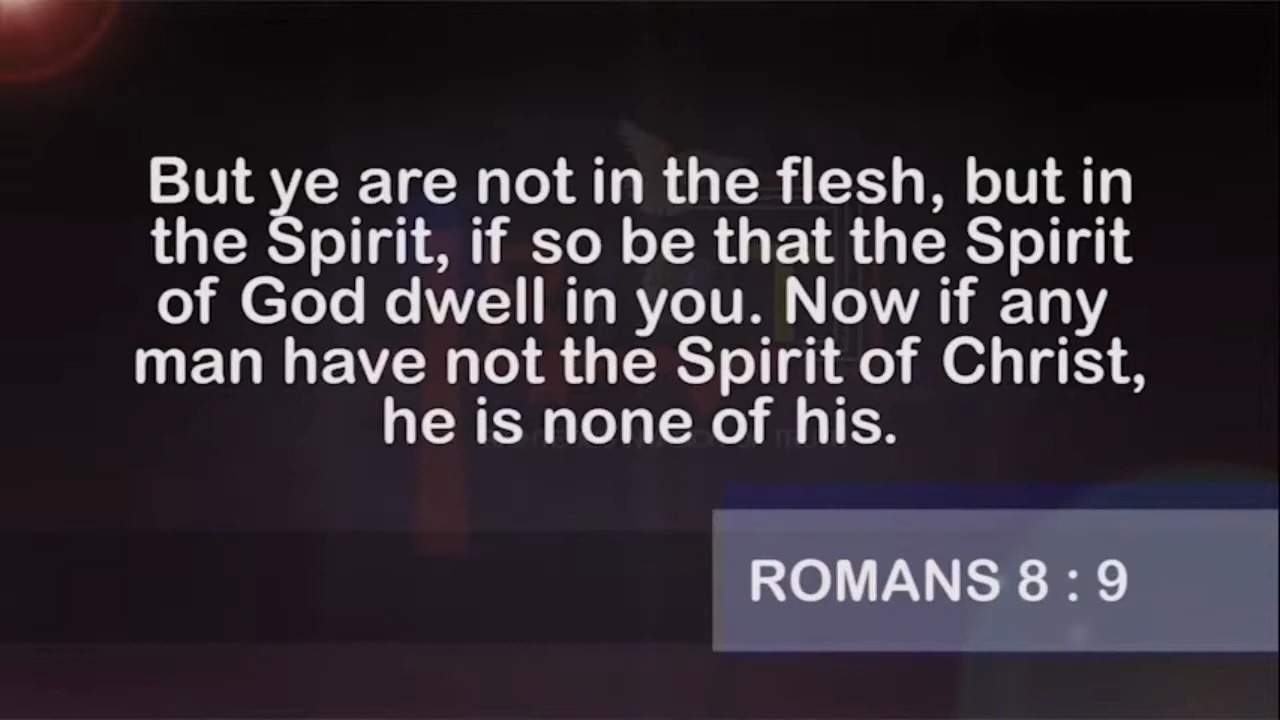 But ye are not in the flesh, but in
the Spirit, if so be that the Spirit
of God dwell in you. Now if any
man have not the Spirit of Christ,
he is none of his.
ROMANS 8 : 9